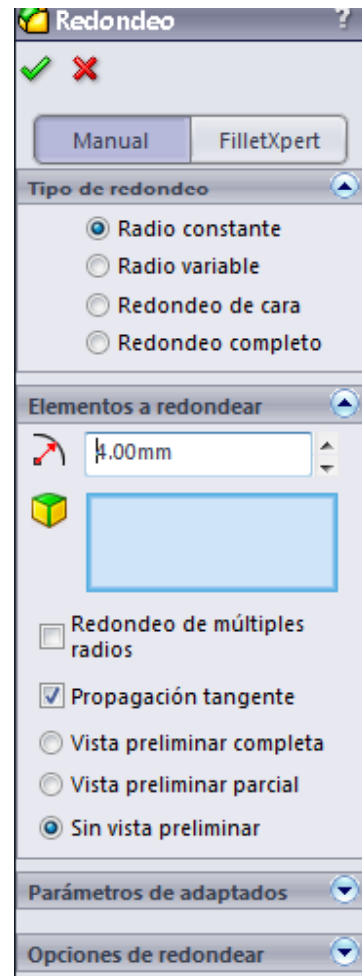 Redondeo ?
Manual FilletXpert
Tipo de redondeo
Radio constante
Radio variable
Redondeo de cara
Redondeo completo
Elementos a redondear
4.00mm
Redondeo de múltiples
radios
Propagación tangente
Vista preliminar completa
Vista preliminar parcial
Sin vista preliminar
Parámetros de adaptados
Opciones de redondear